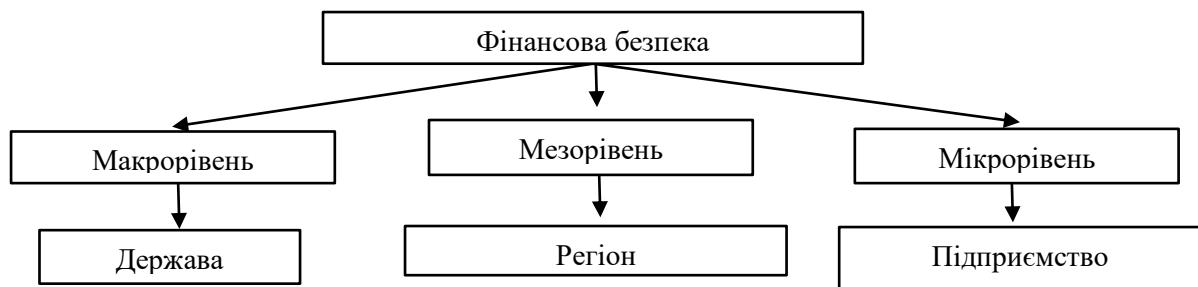 Фінансова безпека
Макрорівень
Мезорівень
Мікрорівень
Держава
Регіон
Підприємство